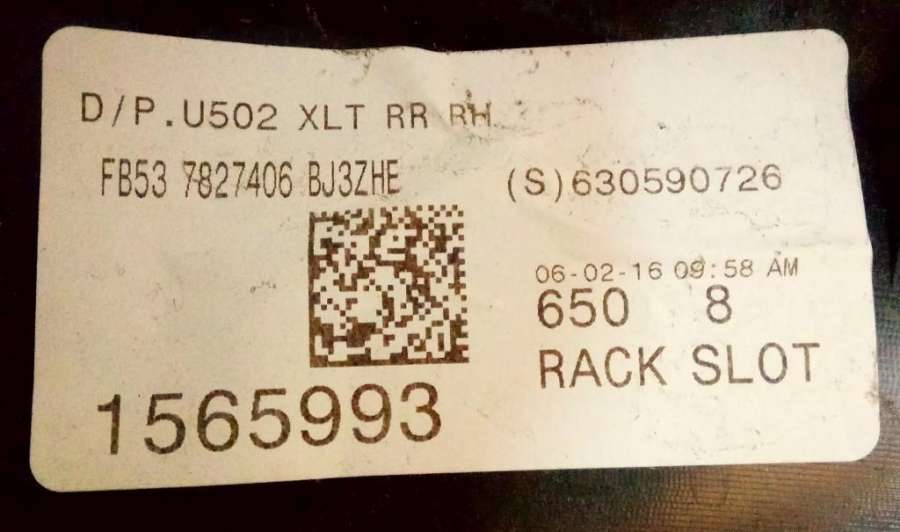 D/P.U502 XLT RR RH
FB53 7827406 BJ3ZHE
(S)630590726
06-02-16 09:58 AM
650 8
RACK SLOT
1565993